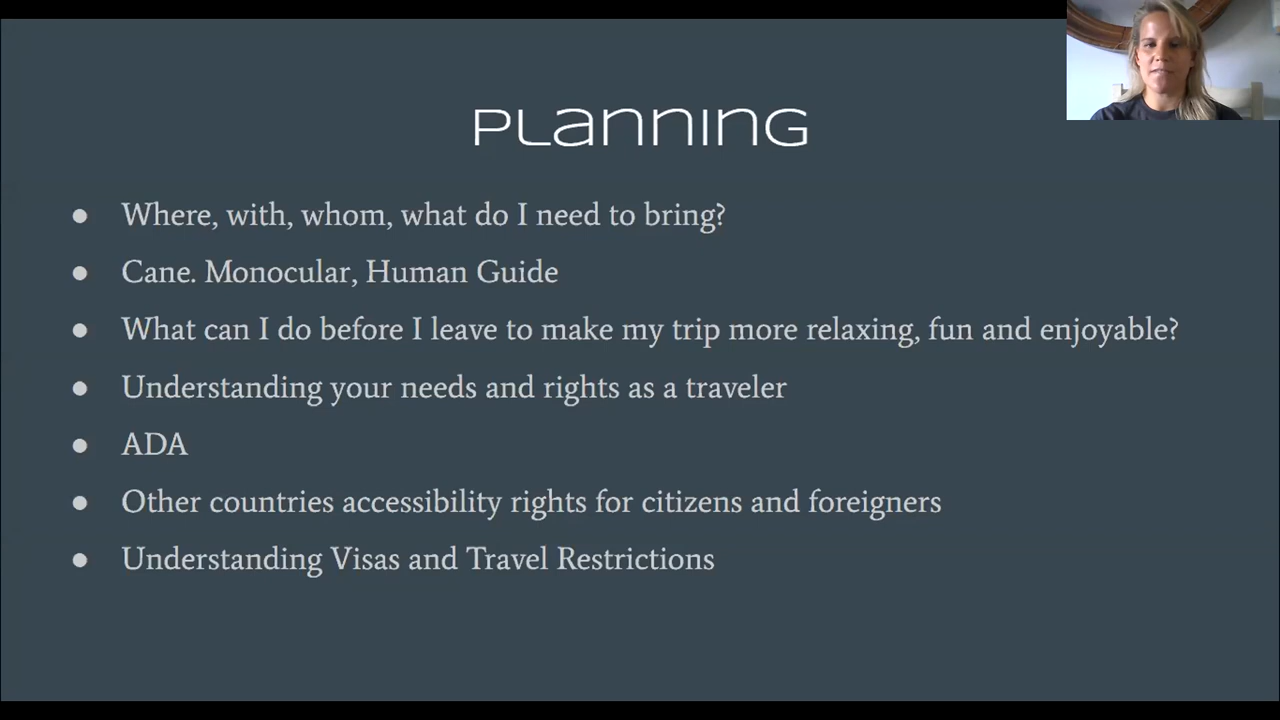 Planning
● Where, with, whom, what do I need to bring?
● Cane. Monocular, Human Guide
● What can I do before I leave to make my trip more relaxing, fun and enjoyable?
● Understanding your needs and rights as a traveler
● ADA
● Other countries accessibility rights for citizens and foreigners
● Understanding Visas and Travel Restrictions